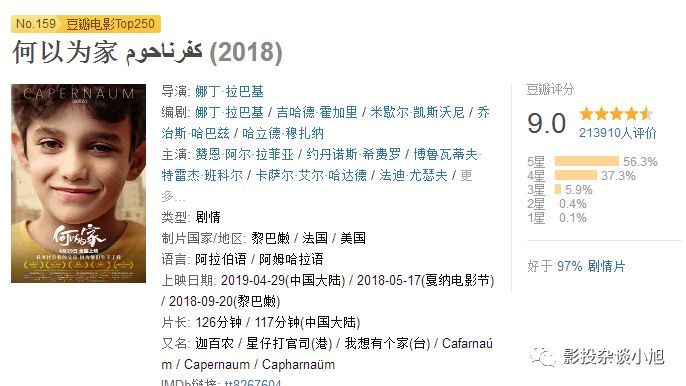 No.159 豆瓣电影Top250
何以为家 كفرناحوم (2018)
CAPERNAUM
何以为家
4月29日 全国上映
导演: 娜丁·拉巴基
编剧: 娜丁·拉巴基 / 吉哈德·霍加里 / 米歇尔·凯斯沃尼 / 乔
治斯·哈巴兹 / 哈立德·穆扎纳
主演: 赞恩·阿尔·拉菲亚 / 约丹诺斯·希费罗 / 博鲁瓦蒂夫·
特雷杰·班科尔 / 卡萨尔·艾尔·哈达德 / 法迪·尤瑟夫 / 更
多...
类型: 剧情
制片国家/地区: 黎巴嫩 / 法国 / 美国
语言: 阿拉伯语 / 阿姆哈拉语
上映日期: 2019-04-29(中国大陆) / 2018-05-17(戛纳电影节)
/ 2018-09-20(黎巴嫩)
片长: 126分钟 / 117分钟(中国大陆)
又名: 迦百农 / 星仔打官司(港) / 我想有个家(台) / Cafarnaú
m / Capernaum / Capharnaüm
IMDb链接: tt8267604
豆瓣评分
9.0
213910人评价
5星 56.3%
4星 37.3%
3星 5.9%
2星 0.4%
1星 0.1%
好于 97% 剧情片
影投杂谈小旭